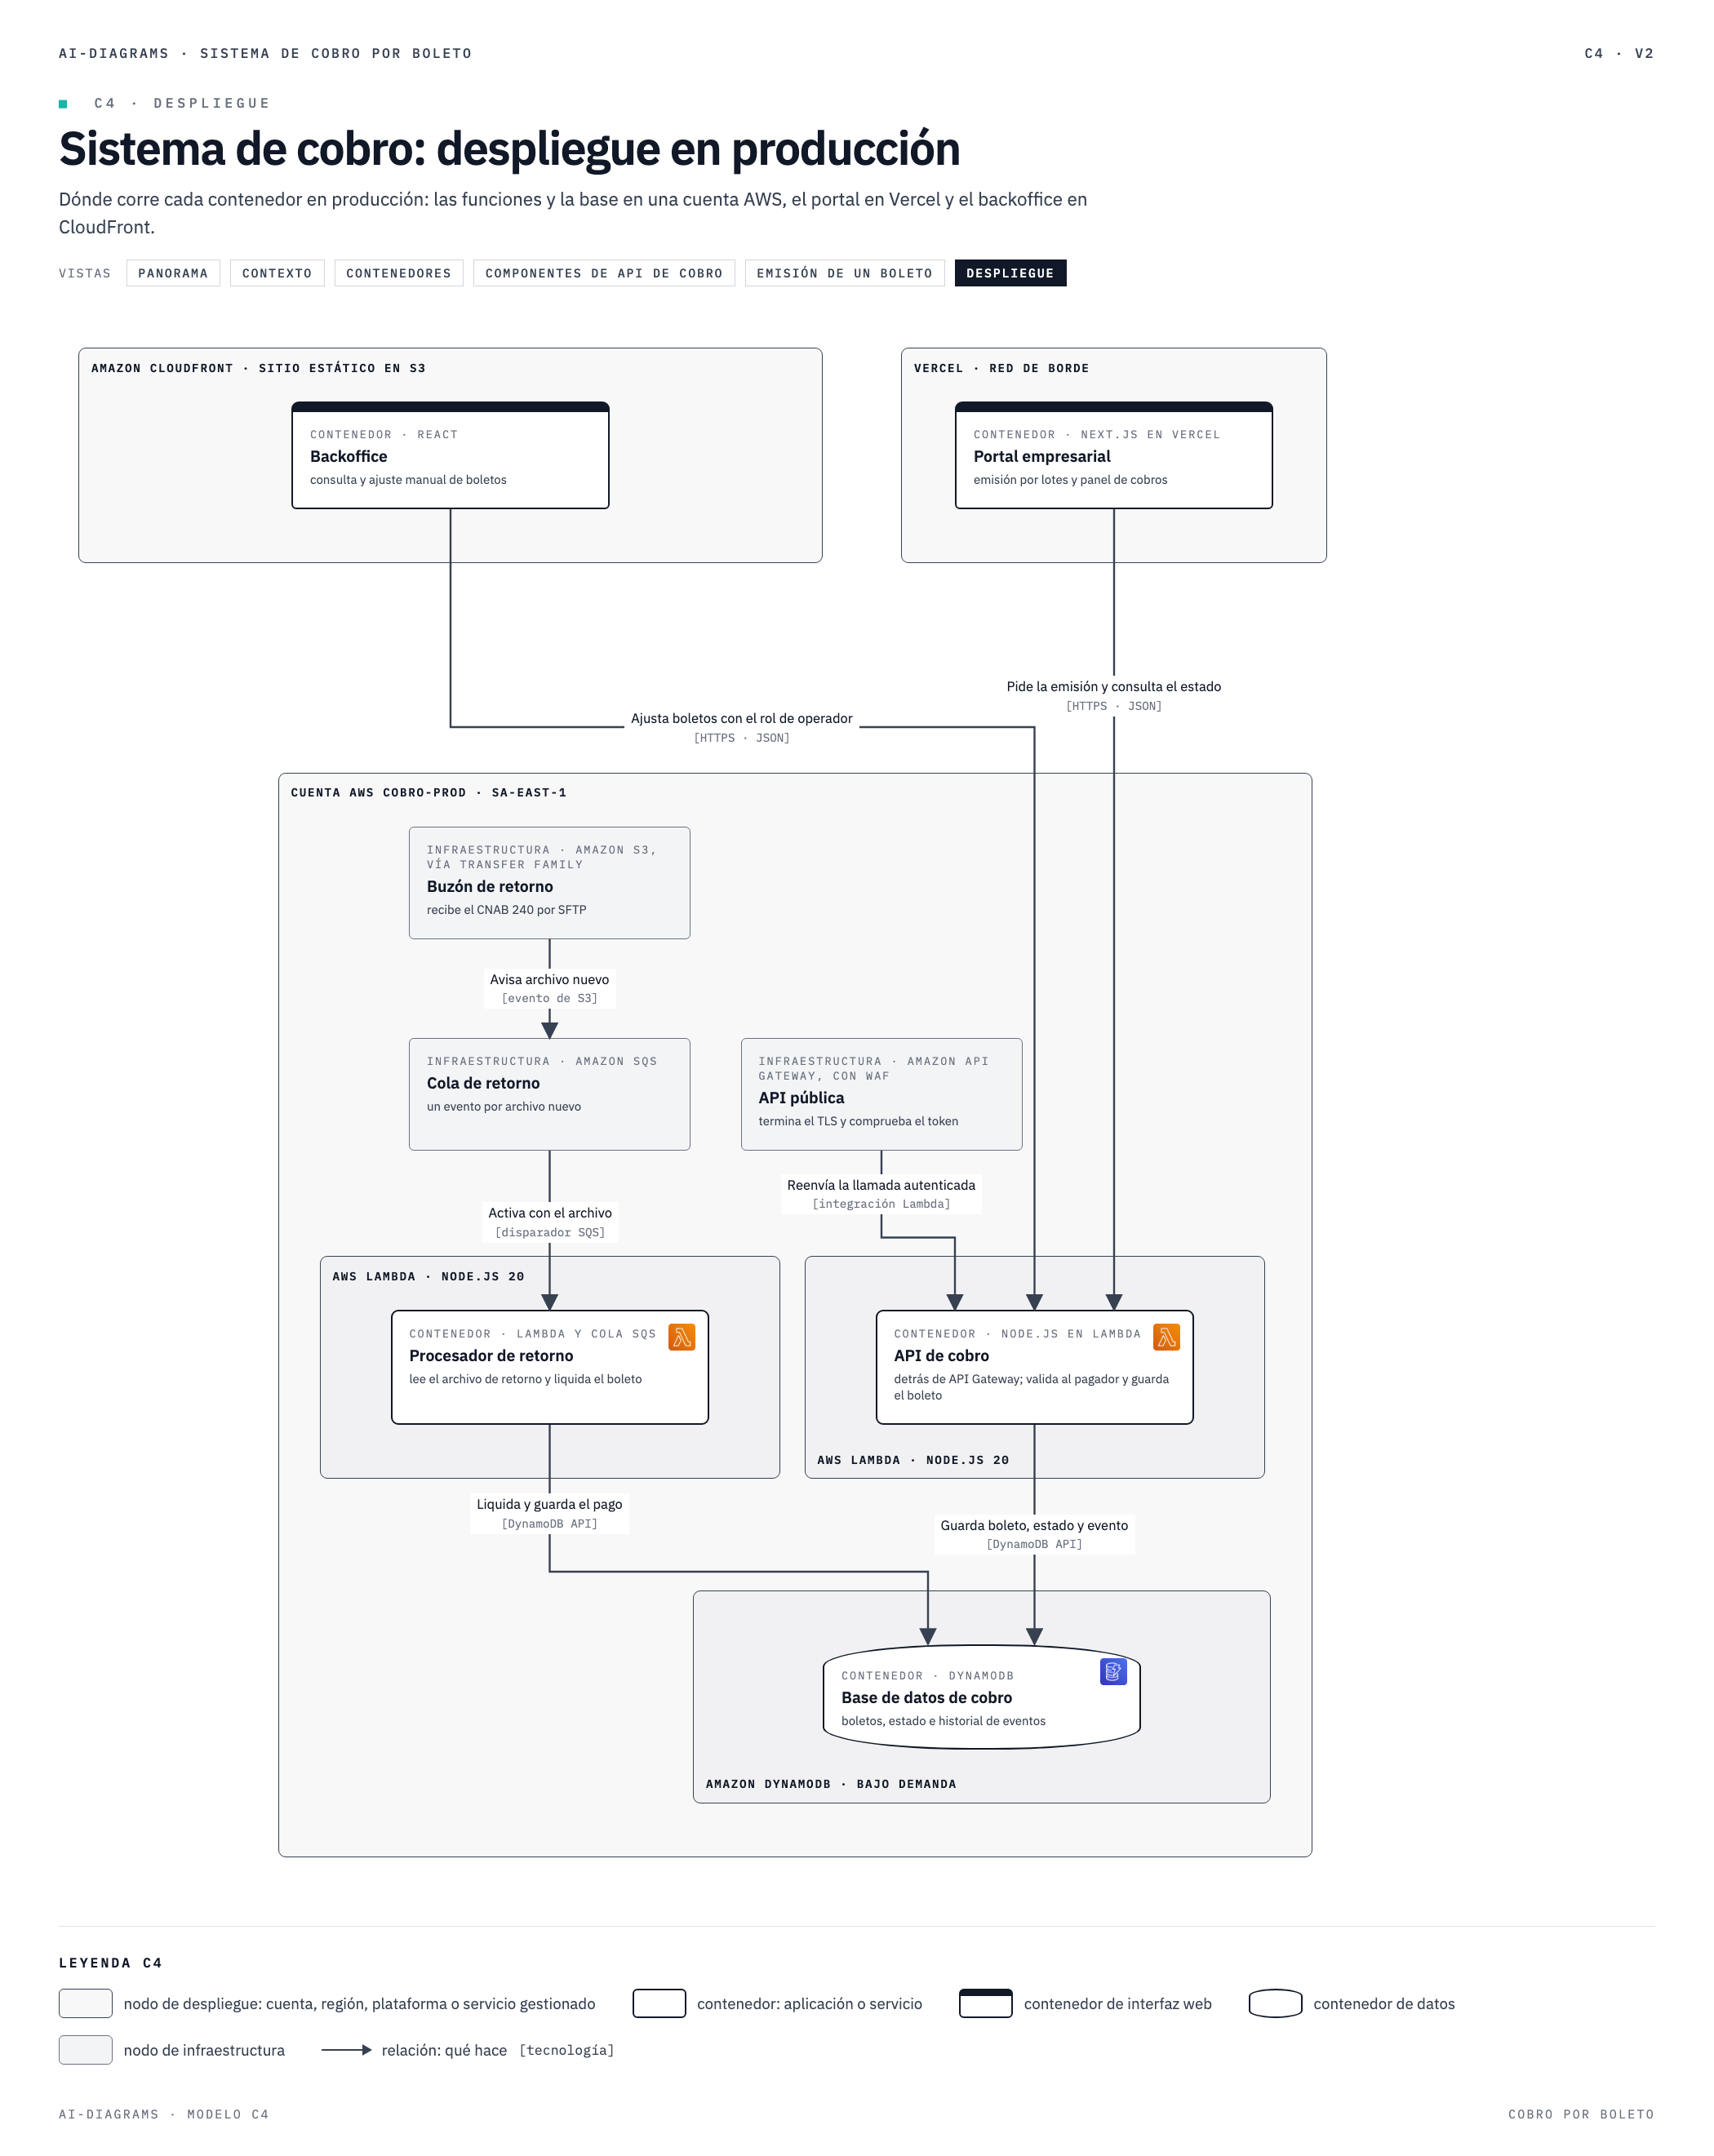 AI-DIAGRAMS · SISTEMA DE COBRO POR BOLETO
C4 · V2
C4 · DESPLIEGUE
Sistema de cobro: despliegue en producción
Dónde corre cada contenedor en producción: las funciones y la base en una cuenta AWS, el portal en Vercel y el backoffice en
CloudFront.
VISTAS
PANORAMA
CONTEXTO
CONTENEDORES
COMPONENTES DE API DE COBRO
EMISIÓN DE UN BOLETO
DESPLIEGUE
AMAZON CLOUDFRONT · SITIO ESTÁTICO EN S3
CONTENEDOR · REACT
Backoffice
consulta y ajuste manual de boletos
VERCEL · RED DE BORDE
CONTENEDOR · NEXT.JS EN VERCEL
Portal empresarial
emisión por lotes y panel de cobros
Pide la emisión y consulta el estado
[HTTPS · JSON]
Ajusta boletos con el rol de operador
[HTTPS · JSON]
CUENTA AWS COBRO-PROD · SA-EAST-1
INFRAESTRUCTURA · AMAZON S3,
VÍA TRANSFER FAMILY
Buzón de retorno
recibe el CNAB 240 por SFTP
Avisa archivo nuevo
[evento de S3]
INFRAESTRUCTURA · AMAZON SQS
Cola de retorno
un evento por archivo nuevo
INFRAESTRUCTURA · AMAZON API
GATEWAY, CON WAF
API pública
termina el TLS y comprueba el token
Reenvía la llamada autenticada
[integración Lambda]
Activa con el archivo
[disparador SQS]
AWS LAMBDA · NODE.JS 20
CONTENEDOR · LAMBDA Y COLA SQS
Procesador de retorno
lee el archivo de retorno y liquida el boleto
CONTENEDOR · NODE.JS EN LAMBDA
API de cobro
detrás de API Gateway; valida al pagador y guarda
el boleto
AWS LAMBDA · NODE.JS 20
Liquida y guarda el pago
[DynamoDB API]
Guarda boleto, estado y evento
[DynamoDB API]
CONTENEDOR · DYNAMODB
Base de datos de cobro
boletos, estado e historial de eventos
AMAZON DYNAMODB · BAJO DEMANDA
LEYENDA C4
nodo de despliegue: cuenta, región, plataforma o servicio gestionado
contenedor: aplicación o servicio
contenedor de interfaz web
contenedor de datos
nodo de infraestructura
relación: qué hace [tecnología]
AI-DIAGRAMS · MODELO C4
COBRO POR BOLETO